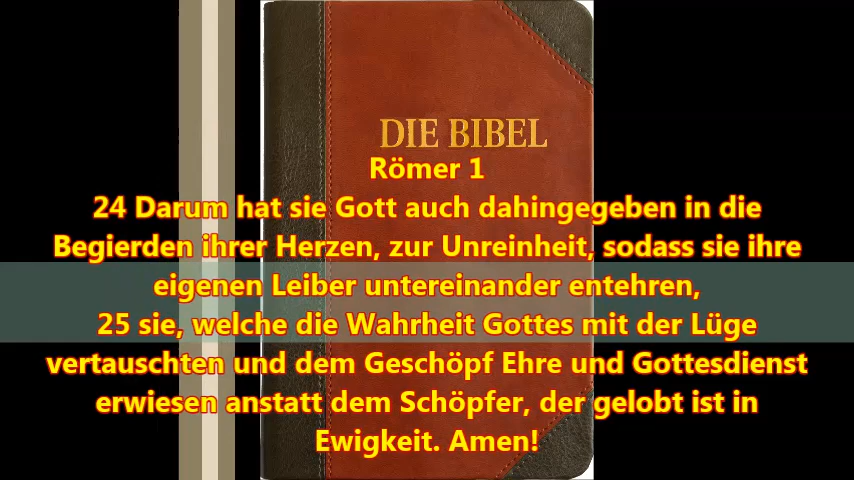 DIE BIBEL
Römer 1
24 Darum hat sie Gott auch dahingegeben in die
Begierden ihrer Herzen, zur Unreinheit, sodass sie ihre
eigenen Leiber untereinander entehren,
25 sie, welche die Wahrheit Gottes mit der Lüge
vertauschten und dem Geschöpf Ehre und Gottesdienst
erwiesen anstatt dem Schöpfer, der gelobt ist in
Ewigkeit. Amen!